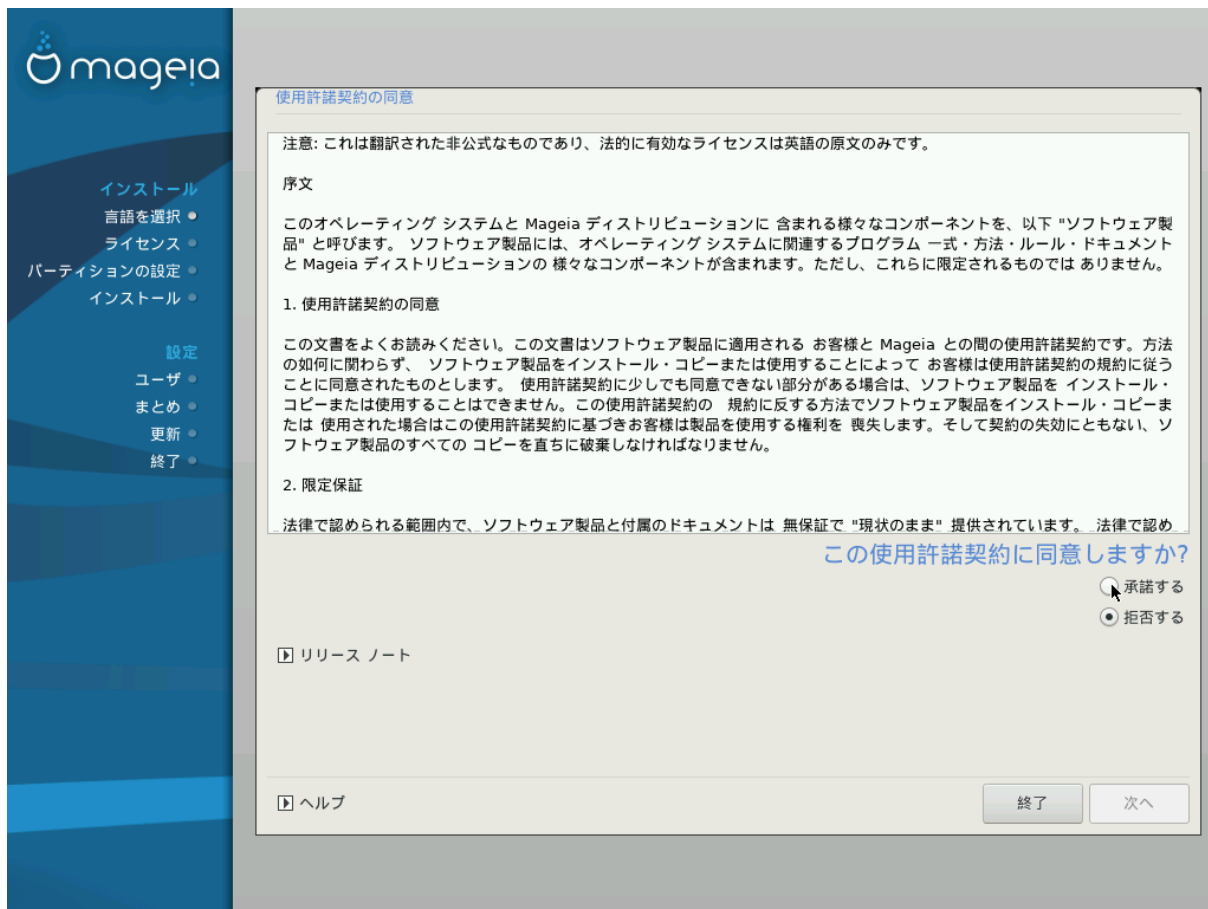 mageia
インストール
言語を選択
ライセンス
パーティションの設定
インストール
設定
ユーザ
まとめ
更新
終了
使用許諾契約の同意
注意: これは翻訳された非公式なものであり、法的に有効なライセンスは英語の原文のみです。
序文
このオペレーティング システムと Mageia ディストリビューションに 含まれる様々なコンポーネントを、以下 "ソフトウェア製
品" と呼びます。 ソフトウェア製品には、オペレーティング システムに関連するプログラム 一式・方法・ルール・ドキュメント
と Mageia ディストリビューションの 様々なコンポーネントが含まれます。ただし、これらに限定されるものでは ありません。
1. 使用許諾契約の同意
この文書をよくお読みください。この文書はソフトウェア製品に適用される お客様と Mageia との間の使用許諾契約です。方法
の如何に関わらず、 ソフトウェア製品をインストール・コピーまたは使用することによって お客様は使用許諾契約の規約に従う
ことに同意されたものとします。 使用許諾契約に少しでも同意できない部分がある場合は、ソフトウェア製品を インストール・
コピーまたは使用することはできません。この使用許諾契約の 規約に反する方法でソフトウェア製品をインストール・コピーま
たは 使用された場合はこの使用許諾契約に基づきお客様は製品を使用する権利を 喪失します。そして契約の失効にともない、ソ
フトウェア製品のすべての コピーを直ちに破棄しなければなりません。
2. 限定保証
法律で認められる範囲内で、ソフトウェア製品と付属のドキュメントは 無保証で "現状のまま" 提供されています。 法律で認め
この使用許諾契約に同意しますか?
承諾する
拒否する
リリース ノート
ヘルプ
終了
次へ